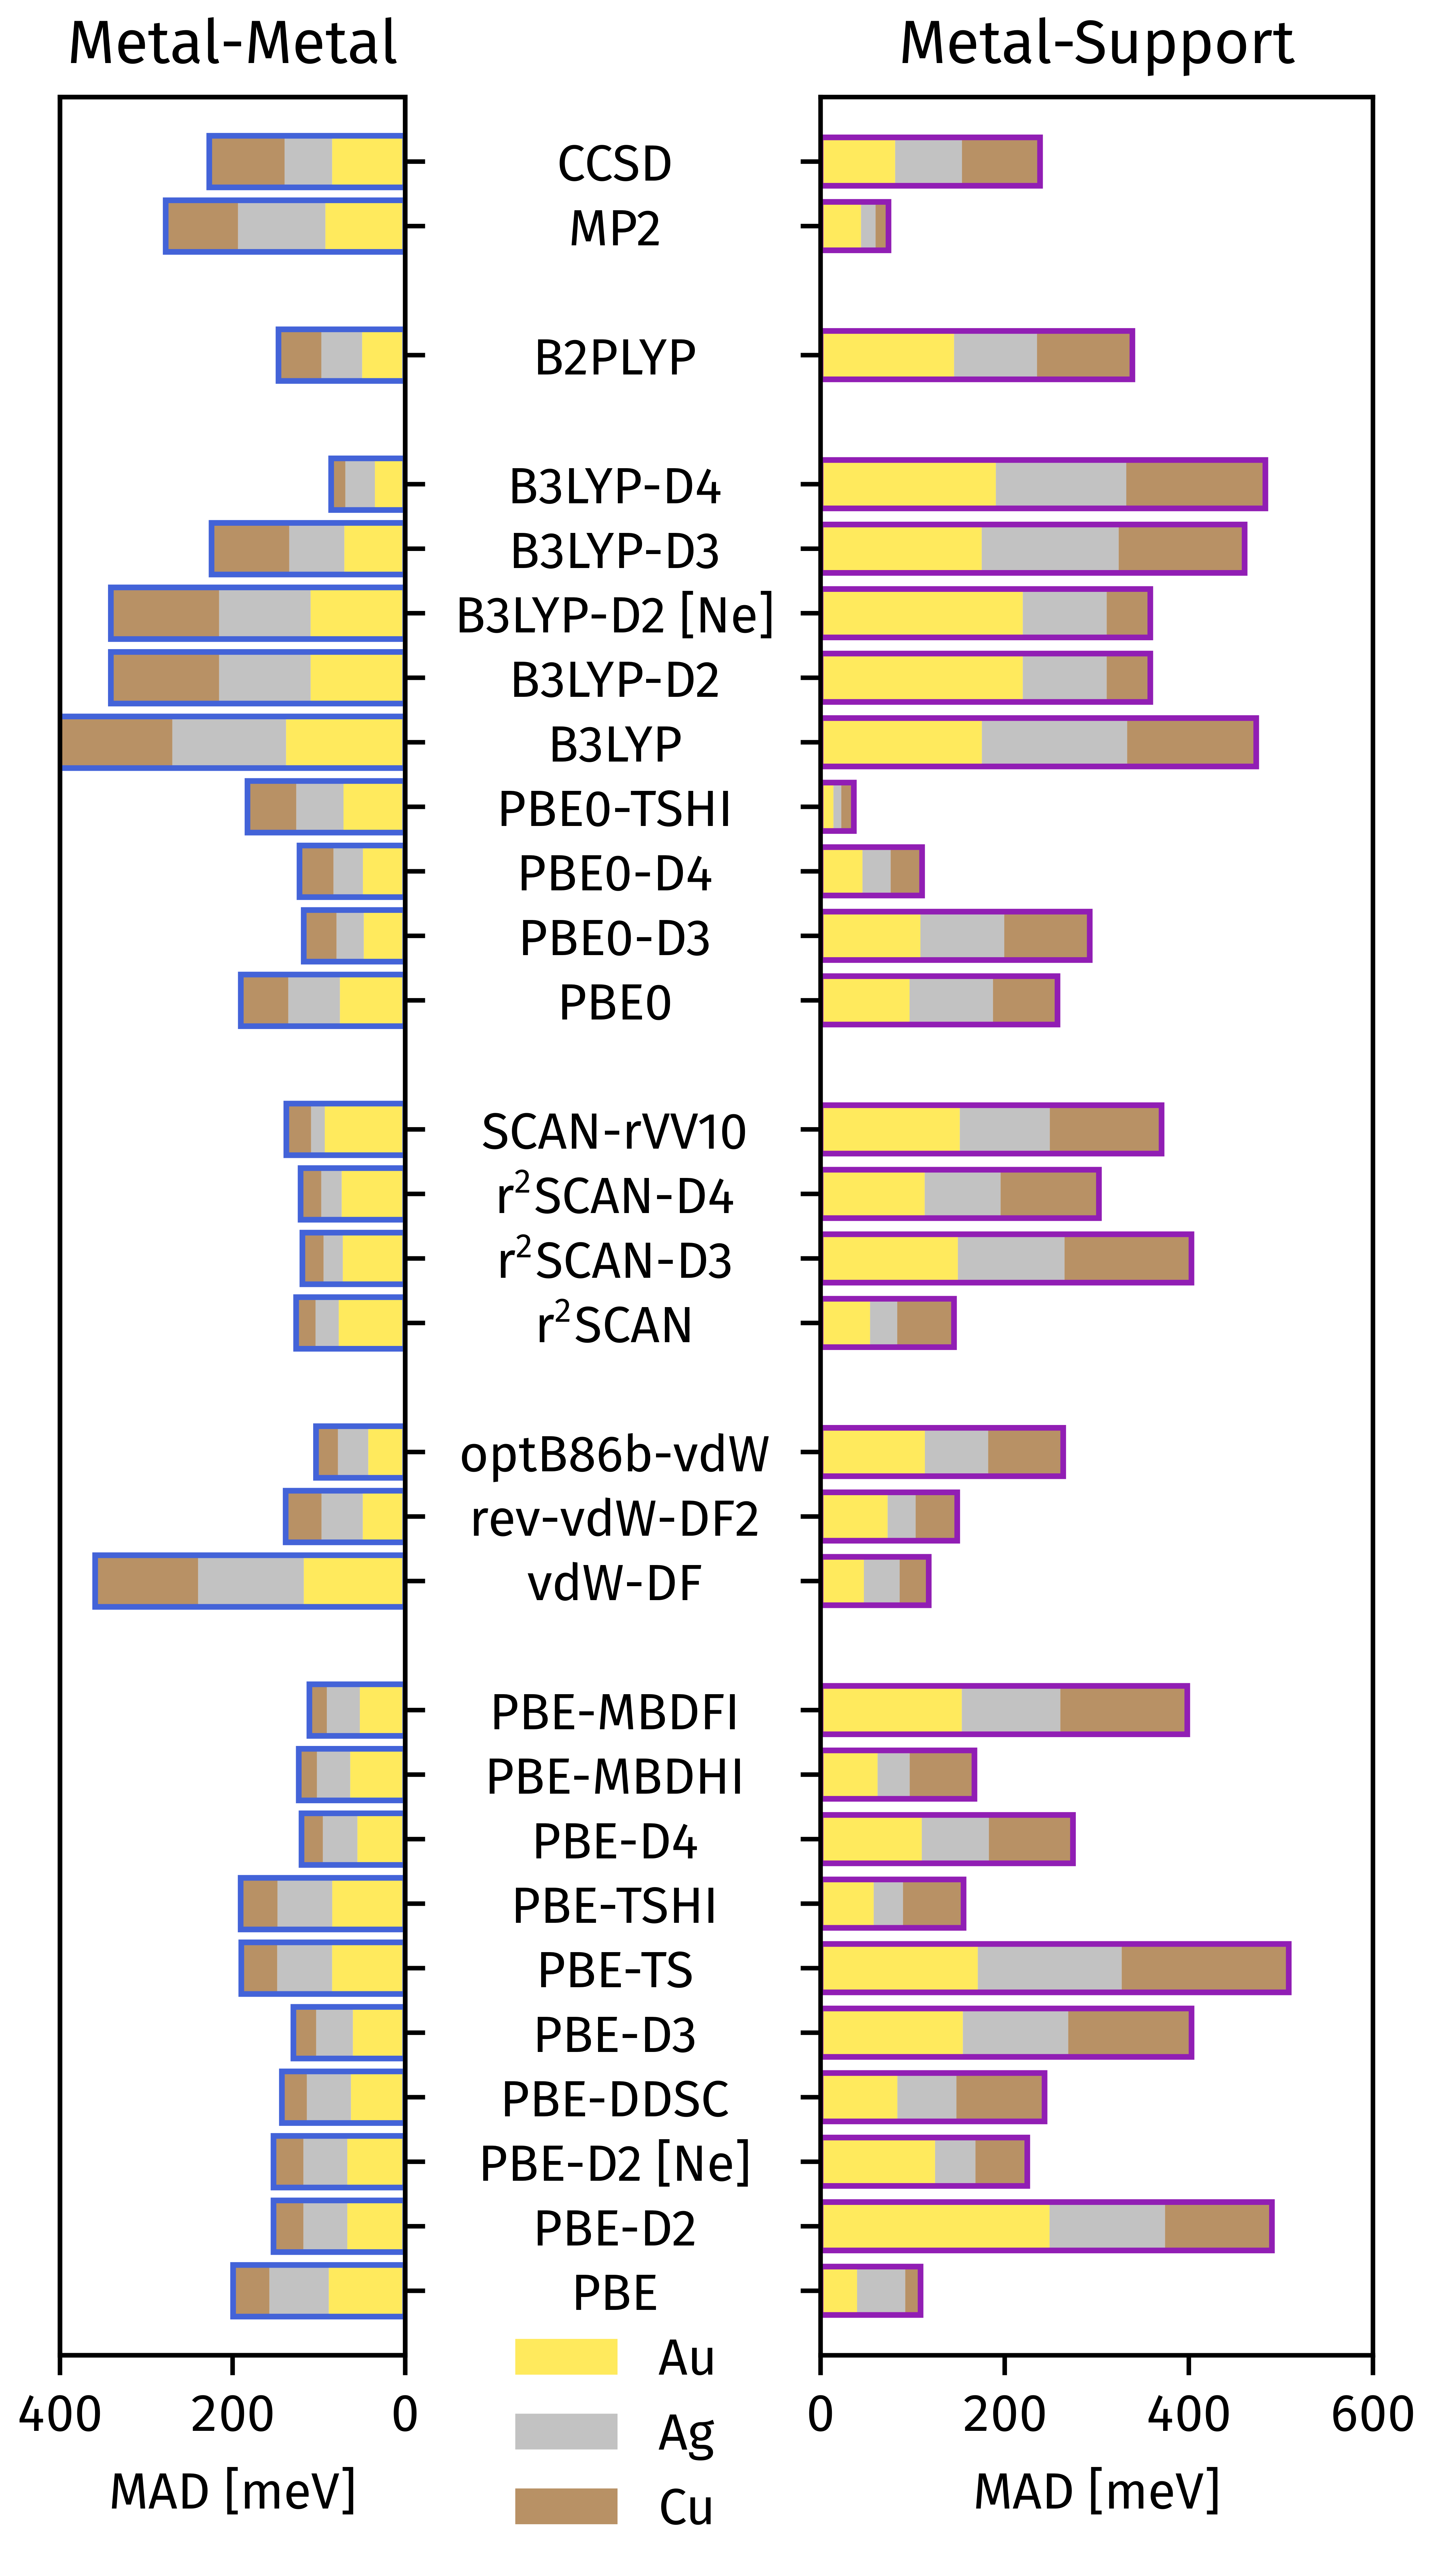 Metal-Metal
Metal-Support
CCSD
MP2
B2PLYP
B3LYP-D4
B3LYP-D3
B3LYP-D2 [Ne]
B3LYP-D2
B3LYP
PBE0-TSHI
PBE0-D4
PBE0-D3
PBE0
SCAN-rVV10
r²SCAN-D4
r²SCAN-D3
r²SCAN
optB86b-vdW
rev-vdW-DF2
vdW-DF
PBE-MBDFI
PBE-MBDHI
PBE-D4
PBE-TSHI
PBE-TS
PBE-D3
PBE-DDSC
PBE-D2 [Ne]
PBE-D2
PBE
Au
Ag
Cu
400 200 0
0 200 400 600
MAD [meV]
MAD [meV]